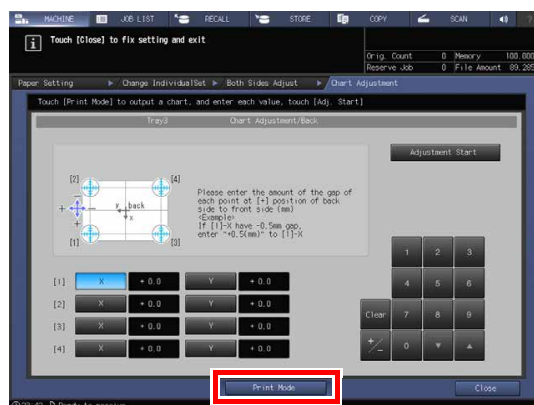 MACHINE JOB LIST RECALL STORE COPY SCAN
Touch [Close] to fix setting and exit
Orig. Count 0 Memory 100.000
Reserve Job 0 File Amount 89.285
Paper Setting Change IndividualSet Both Sides Adjust Chart Adjustment
Touch [Print Mode] to output a chart, and enter each value, touch [Adj. Start]
Tray3 Chart Adjustment/Back
Adjustment Start
[2] [4]
y back
x
+ - - +
[1] [3]
Please enter the amount of the gap of
each point at [+] position of back
side to front side (mm)
<Example>
If [1]-X have -0.5mm gap,
enter "+0.5(mm)" to [1]-X
[1] X + 0.0 Y + 0.0
[2] X + 0.0 Y + 0.0
[3] X + 0.0 Y + 0.0
[4] X + 0.0 Y + 0.0
1 2 3
4 5 6
Clear 7 8 9
+/- 0 ▼ ▲
Print Mode Close